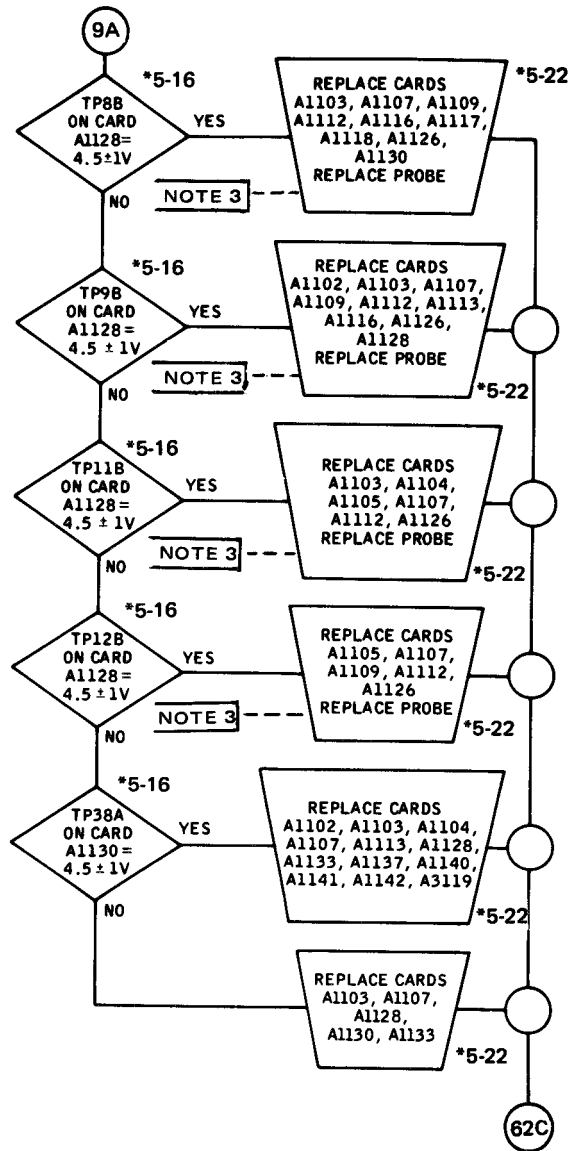 9A
*5-16
TP8B
ON CARD
A1128=
4.5±1V
YES
NO
REPLACE CARDS
A1103, A1107, A1109,
A1112, A1116, A1117,
A1118, A1126,
A1130
REPLACE PROBE
*5-22
NOTE 3
*5-16
TP9B
ON CARD
A1128=
4.5 ± 1V
YES
NO
REPLACE CARDS
A1102, A1103, A1107,
A1109, A1112, A1113,
A1116, A1126,
A1128
REPLACE PROBE
*5-22
NOTE 3
*5-16
TP11B
ON CARD
A1128=
4.5 ± 1V
YES
NO
REPLACE CARDS
A1103, A1104,
A1105, A1107,
A1112, A1126
REPLACE PROBE
*5-22
NOTE 3
*5-16
TP12B
ON CARD
A1128=
4.5 ± 1V
YES
NO
REPLACE CARDS
A1105, A1107,
A1109, A1112,
A1126
REPLACE PROBE
*5-22
NOTE 3
*5-16
TP38A
ON CARD
A1130=
4.5 ± 1V
YES
NO
REPLACE CARDS
A1102, A1103, A1104,
A1107, A1113, A1128,
A1133, A1137, A1140,
A1141, A1142, A3119
*5-22
REPLACE CARDS
A1103, A1107,
A1128,
A1130, A1133
*5-22
62C